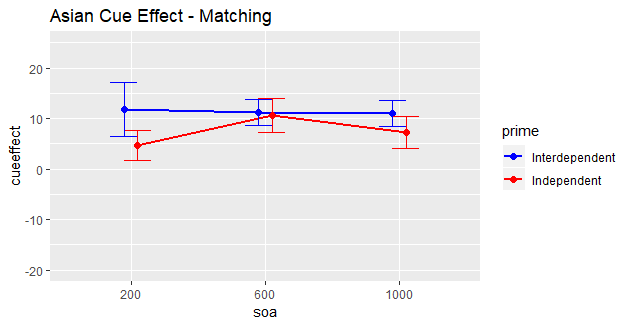 Asian Cue Effect - Matching
20
10
0
-10
-20
cueeffect
200
600
1000
soa
prime
Interdependent
Independent